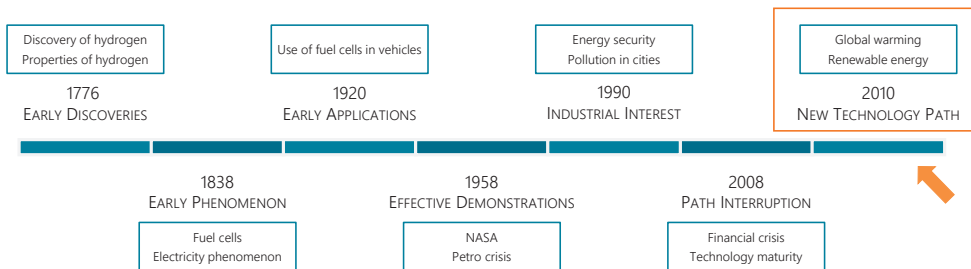 Discovery of hydrogen
Properties of hydrogen
1776
EARLY DISCOVERIES
Use of fuel cells in vehicles
1920
EARLY APPLICATIONS
Energy security
Pollution in cities
1990
INDUSTRIAL INTEREST
Global warming
Renewable energy
2010
NEW TECHNOLOGY PATH
1838
EARLY PHENOMENON
Fuel cells
Electricity phenomenon
1958
EFFECTIVE DEMONSTRATIONS
NASA
Petro crisis
2008
PATH INTERRUPTION
Financial crisis
Technology maturity